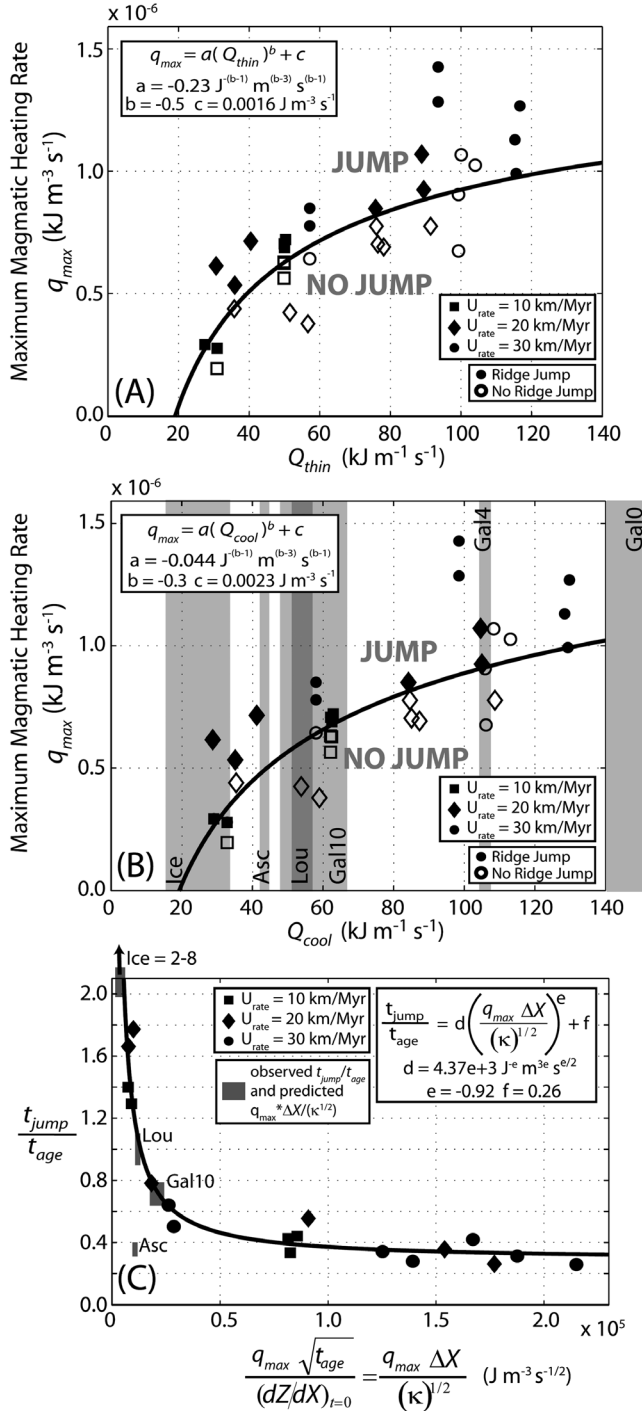 x 10⁻⁶
1.5
1.0
0.5
0.0
Maximum Magmatic Heating Rate
q_max (kJ m⁻³ s⁻¹)
q_max = a(Q_thin)^b + c
a = -0.23 J^-(b-1) m^(b-3) s^(b-1)
b = -0.5 c = 0.0016 J m⁻³ s⁻¹
JUMP
NO JUMP
U_rate = 10 km/Myr
U_rate = 20 km/Myr
U_rate = 30 km/Myr
Ridge Jump
No Ridge Jump
(A)
0 20 40 60 80 100 120 140
Q_thin (kJ m⁻¹ s⁻¹)
x 10⁻⁶
1.5
1.0
0.5
0.0
Maximum Magmatic Heating Rate
q_max (kJ m⁻³ s⁻¹)
q_max = a(Q_cool)^b + c
a = -0.044 J^-(b-1) m^(b-3) s^(b-1)
b = -0.3 c = 0.0023 J m⁻³ s⁻¹
Gal4
Gal0
JUMP
NO JUMP
U_rate = 10 km/Myr
U_rate = 20 km/Myr
U_rate = 30 km/Myr
Ridge Jump
No Ridge Jump
(B)
Ice
Asc
Lou
Gal10
0 20 40 60 80 100 120 140
Q_cool (kJ m⁻¹ s⁻¹)
Ice = 2-8
2.0
1.6
1.2
0.8
0.4
0.0
t_jump/t_age
U_rate = 10 km/Myr
U_rate = 20 km/Myr
U_rate = 30 km/Myr
observed t_jump/t_age
and predicted
q_max*ΔX/(κ^1/2)
t_jump/t_age = d(q_max ΔX/(κ)^1/2)^e + f
d = 4.37e+3 J^-e m^3e s^e/2
e = -0.92 f = 0.26
Lou
Gal10
Asc
(C)
0 0.5 1.0 1.5 2.0
x 10⁵
q_max √t_age/(dZ/dX)_t=0 = q_max ΔX/(κ)^1/2 (J m⁻³ s^-1/2)